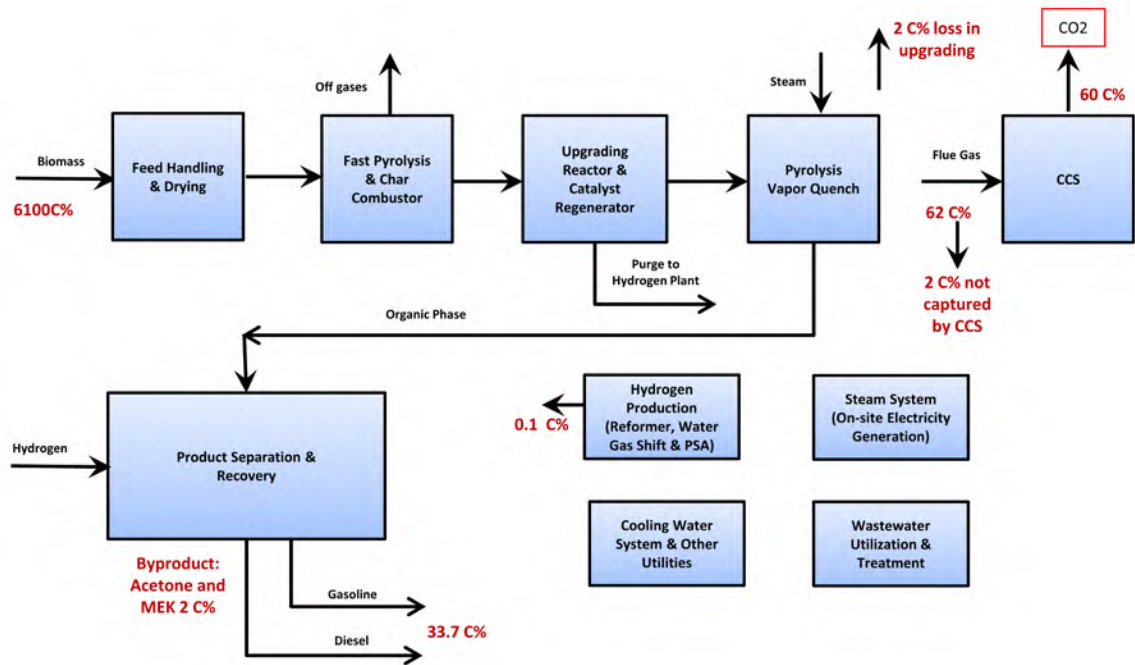 2 C% loss in
upgrading
CO2
Off gases
Steam
60 C%
Biomass
6100C%
Feed Handling
& Drying
Fast Pyrolysis
& Char
Combustor
Upgrading
Reactor &
Catalyst
Regenerator
Pyrolysis
Vapor Quench
Flue Gas
62 C%
CCS
2 C% not
captured
by CCS
Purge to
Hydrogen Plant
Organic Phase
Hydrogen
Product Separation &
Recovery
0.1 C%
Hydrogen
Production
(Reformer, Water
Gas Shift & PSA)
Steam System
(On-site Electricity
Generation)
Cooling Water
System & Other
Utilities
Wastewater
Utilization &
Treatment
Byproduct:
Acetone and
MEK 2 C%
Gasoline
33.7 C%
Diesel